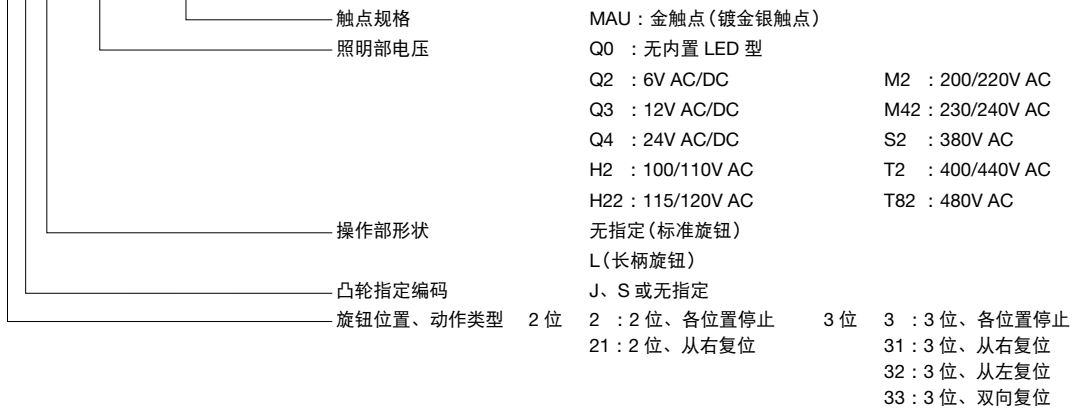 触点规格 MAU：金触点（镀金银触点）
照明部电压 Q0 ：无内置 LED 型
Q2 ：6V AC/DC M2 ：200/220V AC
Q3 ：12V AC/DC M42：230/240V AC
Q4 ：24V AC/DC S2 ：380V AC
H2 ：100/110V AC T2 ：400/440V AC
H22：115/120V AC T82 ：480V AC
操作部形状 无指定（标准旋钮）
L（长柄旋钮）
凸轮指定编码 J、S 或无指定
旋钮位置、动作类型 2 位 2 ：2 位、各位置停止 3 位 3 ：3 位、各位置停止
21：2 位、从右复位 31：3 位、从右复位
32：3 位、从左复位
33：3 位、双向复位